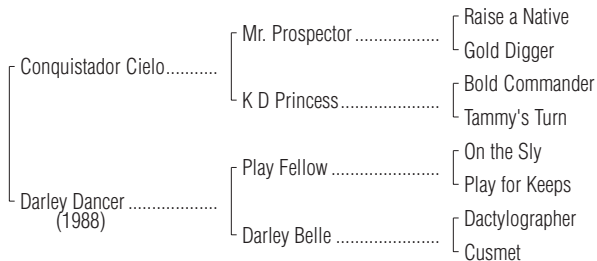 Conquistador Cielo...........
Darley Dancer ..................
(1988)
Mr. Prospector .................
K D Princess....................
Play Fellow ......................
Darley Belle .....................
Raise a Native
Gold Digger
Bold Commander
Tammy's Turn
On the Sly
Play for Keeps
Dactylographer
Cusmet